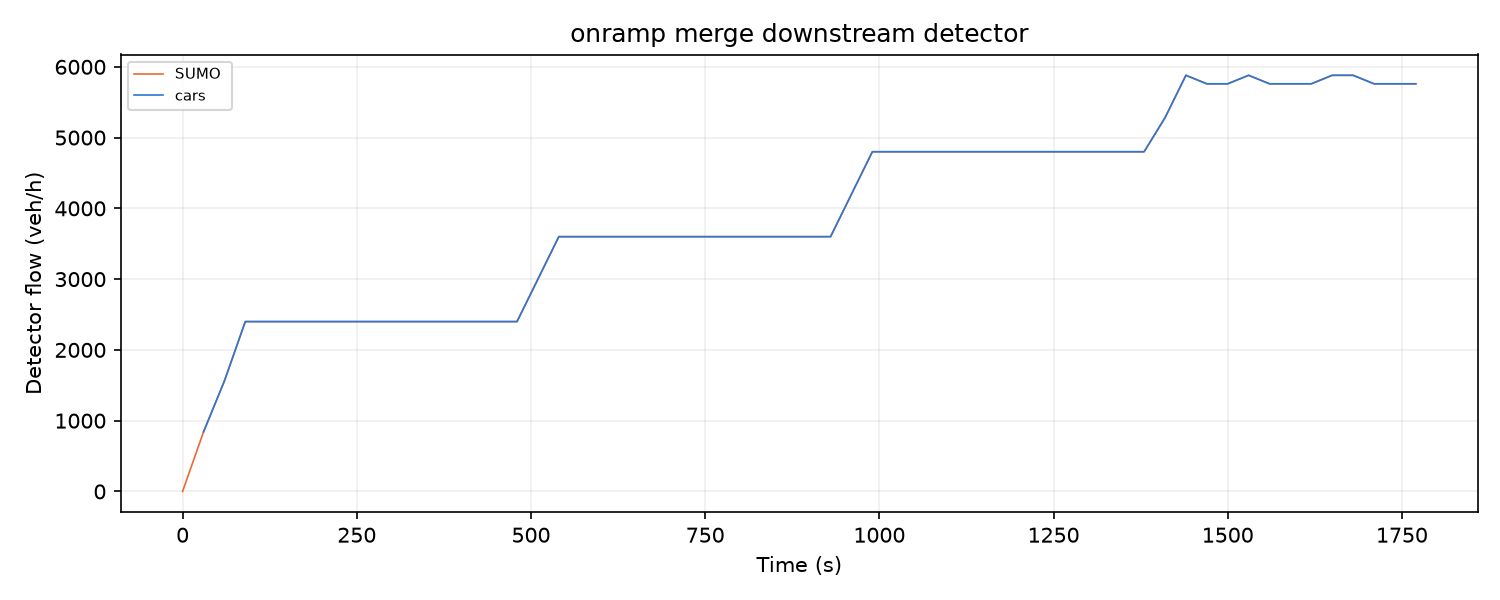 onramp merge downstream detector
SUMO
cars
Detector flow (veh/h)
6000
5000
4000
3000
2000
1000
0
0 250 500 750 1000 1250 1500 1750
Time (s)